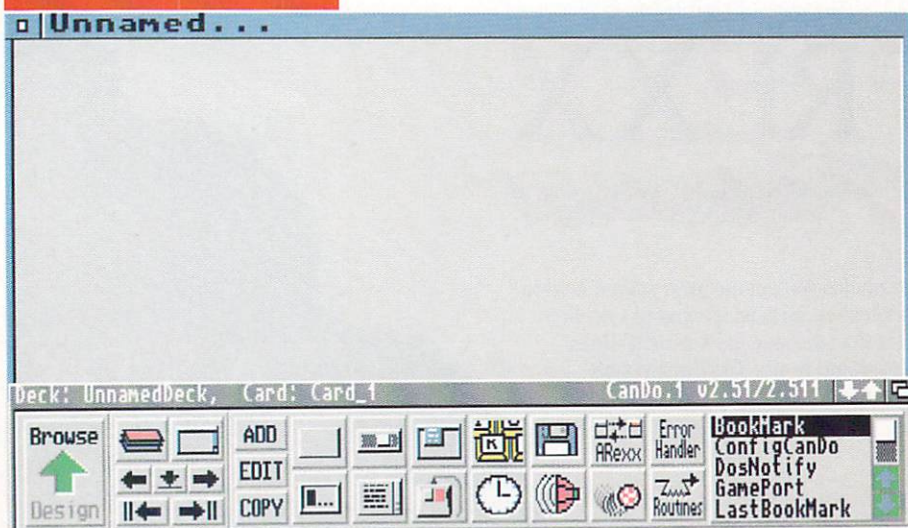 Unnamed...
Deck: UnnamedDeck, Card: Card_1
CanDo.1 v2.51/2.511
Browse
Design
ADD
EDIT
COPY
K
ARexx
Error
Handler
Routines
BookMark
ConfigCanDo
DosNotify
GamePort
LastBookMark